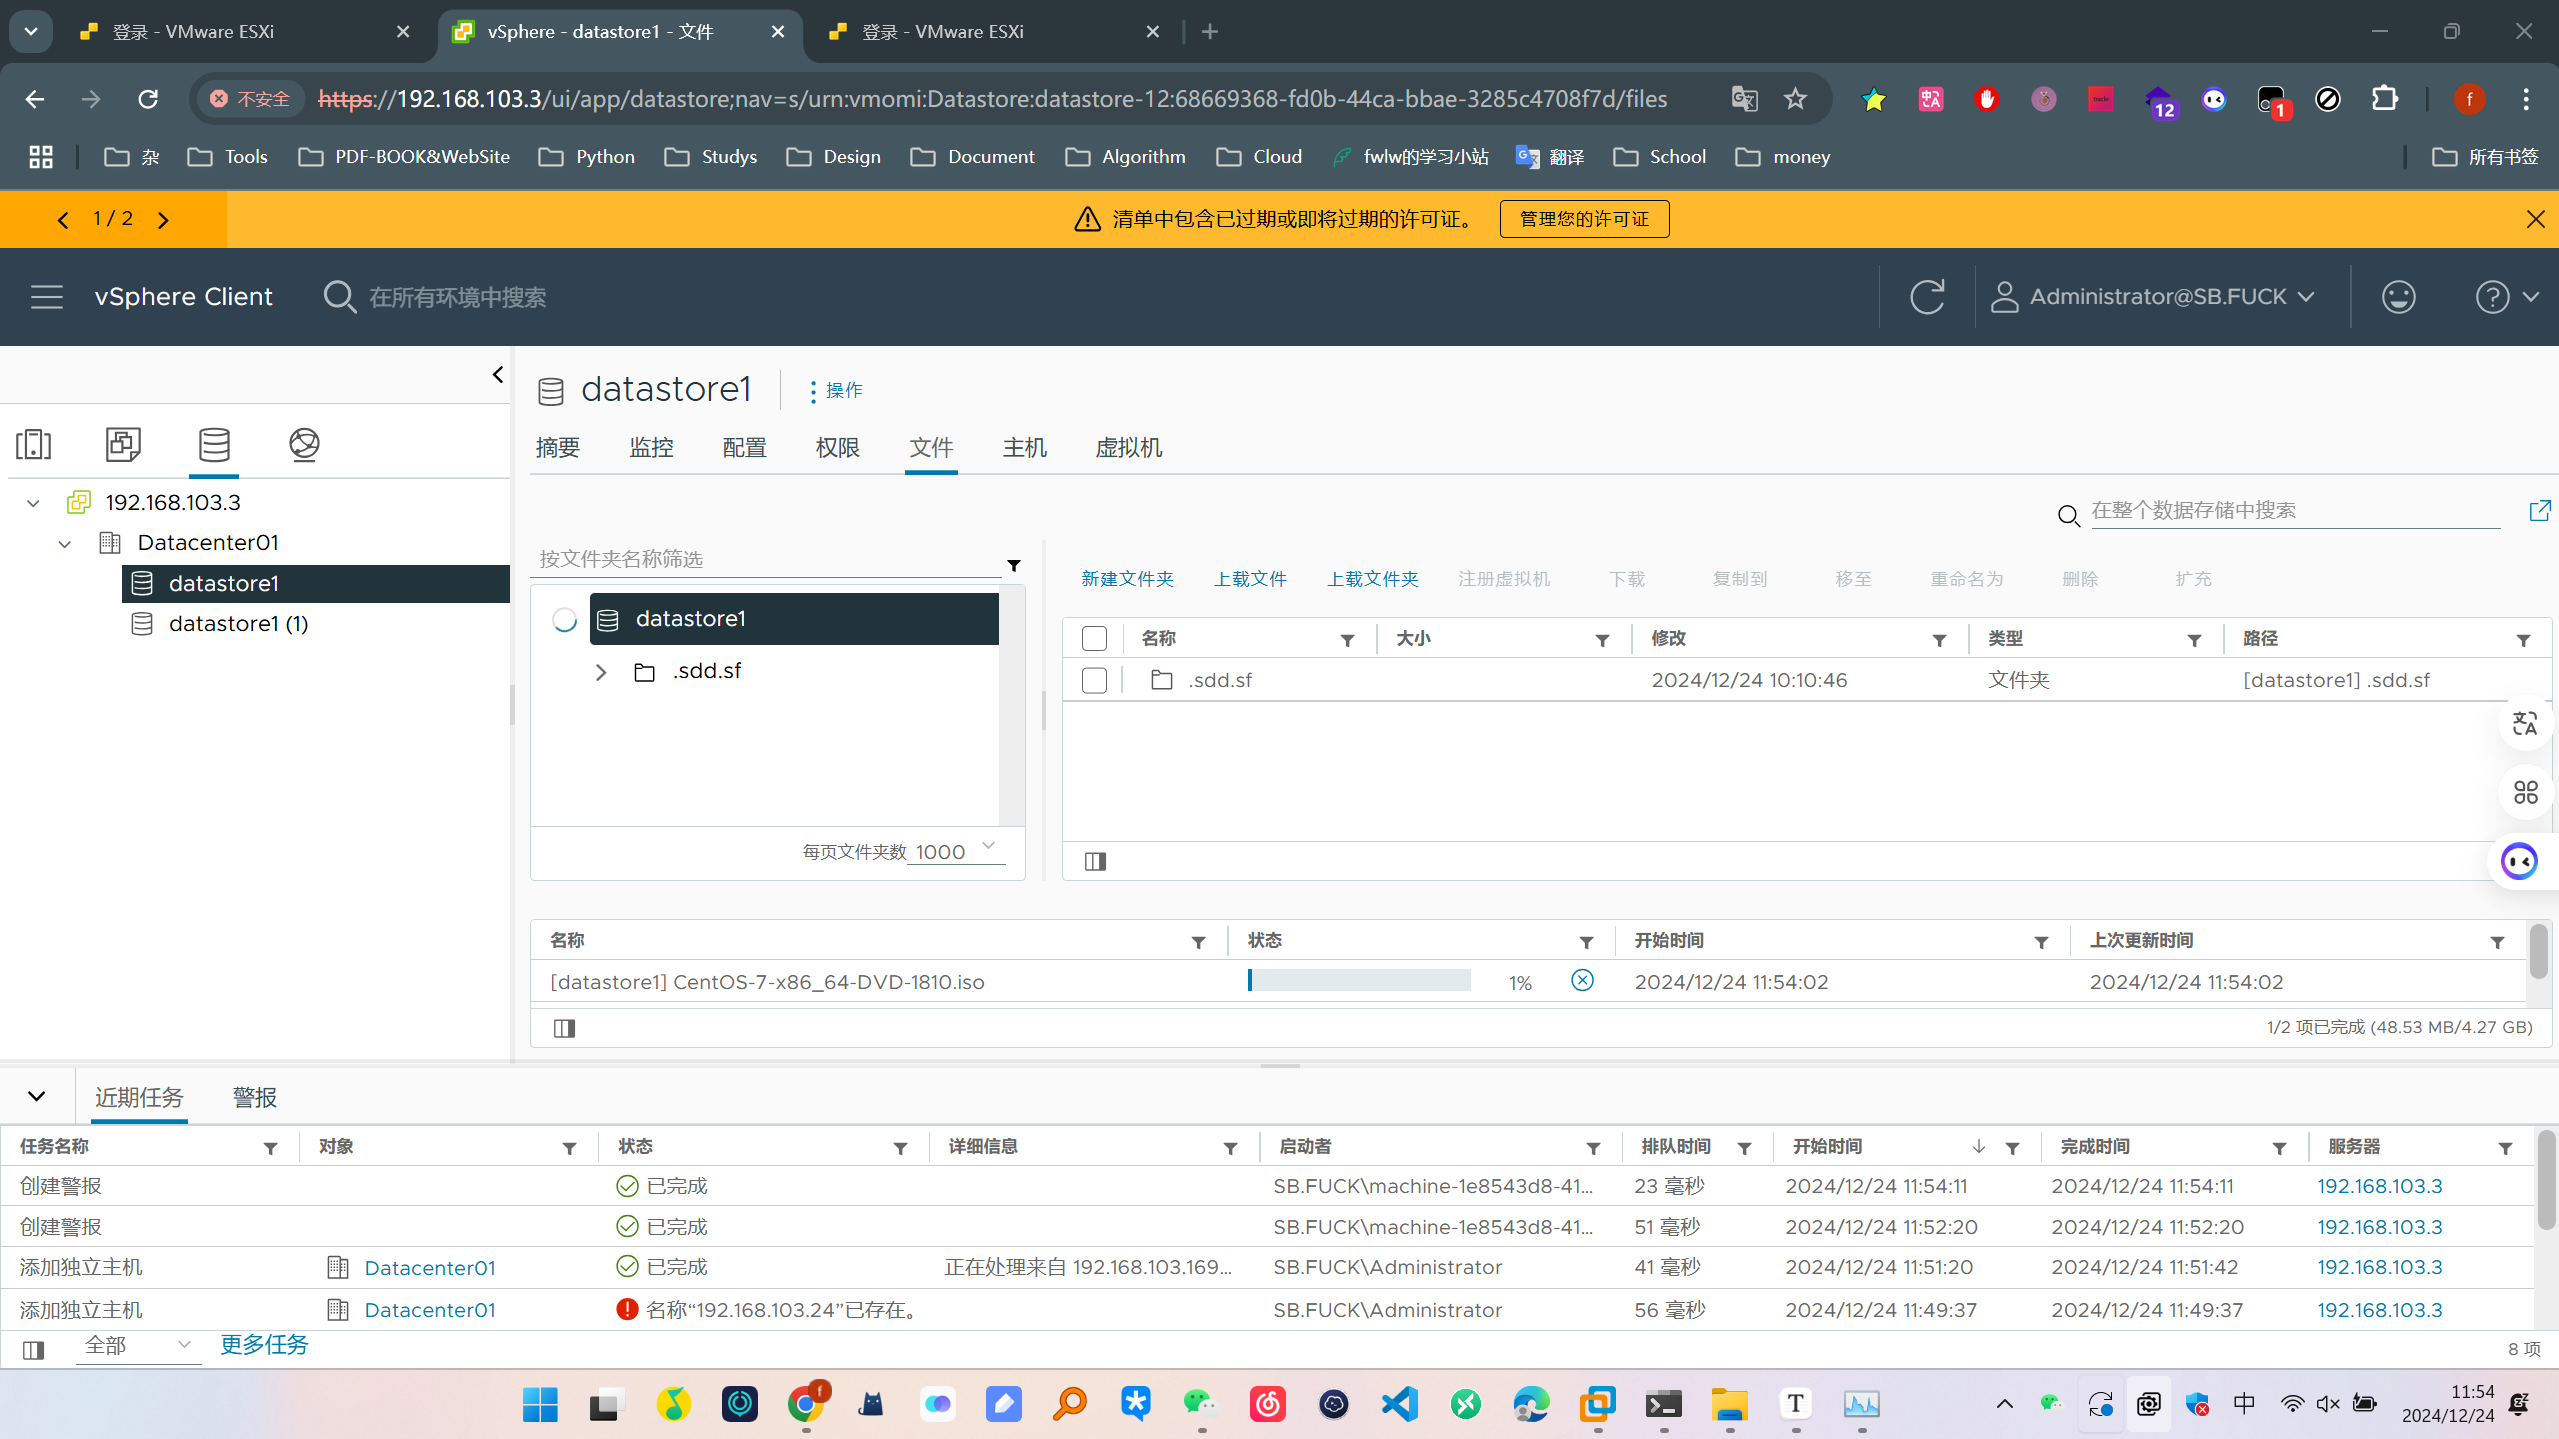 登录 - VMware ESXi
vSphere - datastore1 - 文件
登录 - VMware ESXi
不安全 https://192.168.103.3/ui/app/datastore;nav=s/urn:vmomi:Datastore:datastore-12:68669368-fd0b-44ca-bbae-3285c4708f7d/files
12
1
f
杂 Tools PDF-BOOK&WebSite Python Studys Design Document Algorithm Cloud fwlw的学习小站 翻译 School money 所有书签
1 / 2 清单中包含已过期或即将过期的许可证。 管理您的许可证
vSphere Client 在所有环境中搜索 Administrator@SB.FUCK
192.168.103.3
Datacenter01
datastore1
datastore1 (1)
datastore1 操作
摘要 监控 配置 权限 文件 主机 虚拟机
在整个数据存储中搜索
按文件夹名称筛选
datastore1
.sdd.sf
每页文件夹数 1000
新建文件夹 上载文件 上载文件夹 注册虚拟机 下载 复制到 移至 重命名为 删除 扩充
名称 大小 修改 类型 路径
.sdd.sf 2024/12/24 10:10:46 文件夹 [datastore1] .sdd.sf
名称 状态 开始时间 上次更新时间
[datastore1] CentOS-7-x86_64-DVD-1810.iso 1% 2024/12/24 11:54:02 2024/12/24 11:54:02
1/2 项已完成 (48.53 MB/4.27 GB)
近期任务 警报
任务名称 对象 状态 详细信息 启动者 排队时间 开始时间 完成时间 服务器
创建警报 已完成 SB.FUCK\machine-1e8543d8-41... 23 毫秒 2024/12/24 11:54:11 2024/12/24 11:54:11 192.168.103.3
创建警报 已完成 SB.FUCK\machine-1e8543d8-41... 51 毫秒 2024/12/24 11:52:20 2024/12/24 11:52:20 192.168.103.3
添加独立主机 Datacenter01 已完成 正在处理来自 192.168.103.169... SB.FUCK\Administrator 41 毫秒 2024/12/24 11:51:20 2024/12/24 11:51:42 192.168.103.3
添加独立主机 Datacenter01 名称“192.168.103.24”已存在。 SB.FUCK\Administrator 56 毫秒 2024/12/24 11:49:37 2024/12/24 11:49:37 192.168.103.3
全部 更多任务 8 项
f
T
中
11:54
2024/12/24